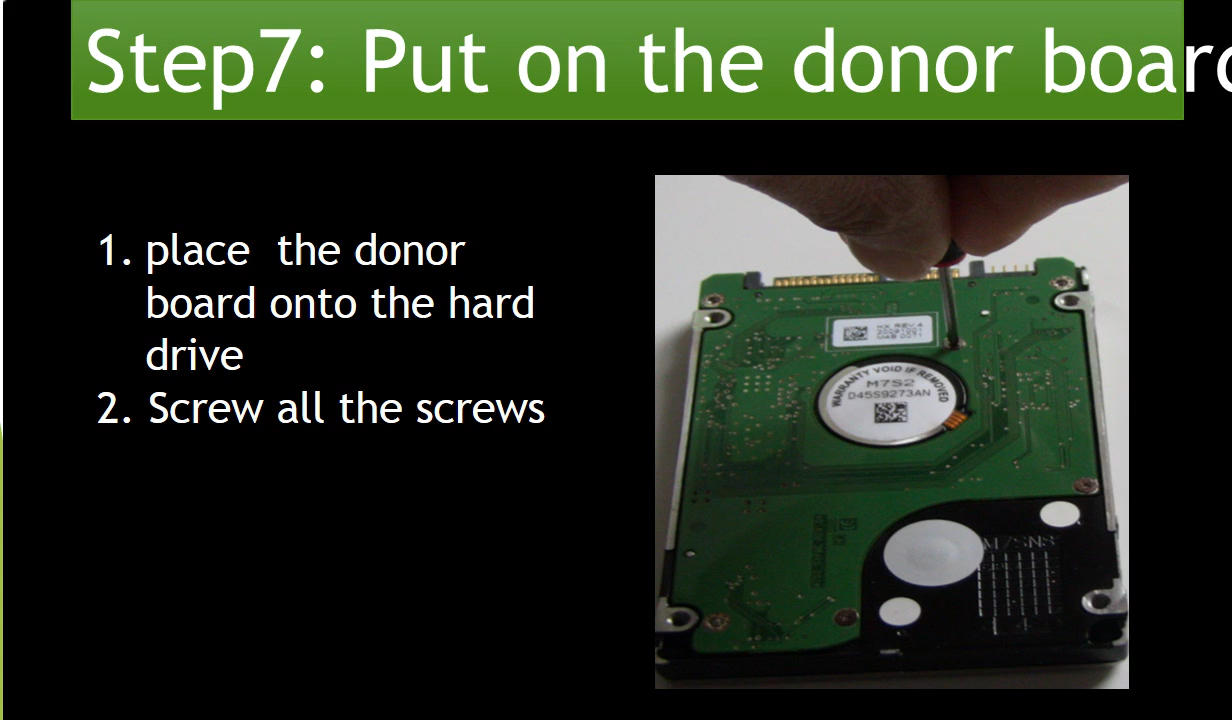 Step7: Put on the donor board
1. place  the donor
board onto the hard
drive
2. Screw all the screws
WARRANTY VOID IF REMOVED
M7S2
D45S9273AN